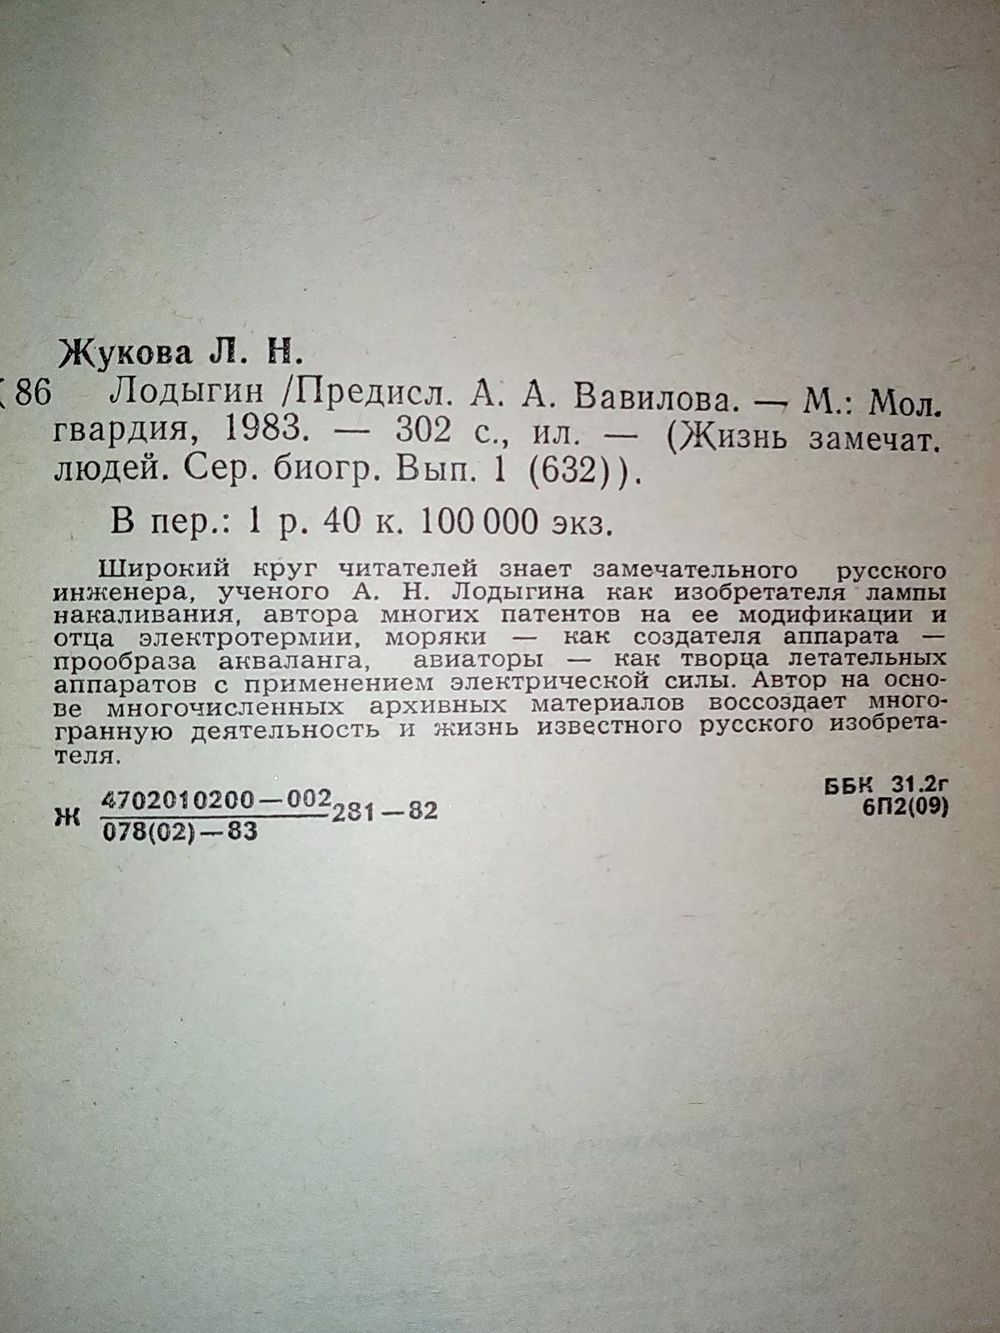 Жукова Л. Н.
86 Лодыгин /Предисл. А. А. Вавилова. — М.: Мол.
гвардия, 1983. — 302 с., ил. — (Жизнь замечат.
людей. Сер. биогр. Вып. 1 (632)).
В пер.: 1 р. 40 к. 100 000 экз.
Широкий круг читателей знает замечательного русского
инженера, ученого А. Н. Лодыгина как изобретателя лампы
накаливания, автора многих патентов на ее модификации и
отца электротермии, моряки — как создателя аппарата —
прообраза акваланга, авиаторы — как творца летательных
аппаратов с применением электрической силы. Автор на осно-
ве многочисленных архивных материалов воссоздает много-
гранную деятельность и жизнь известного русского изобрета-
теля.
Ж 4702010200—002 281—82
078(02)—83
ББК 31.2г
6П2(09)